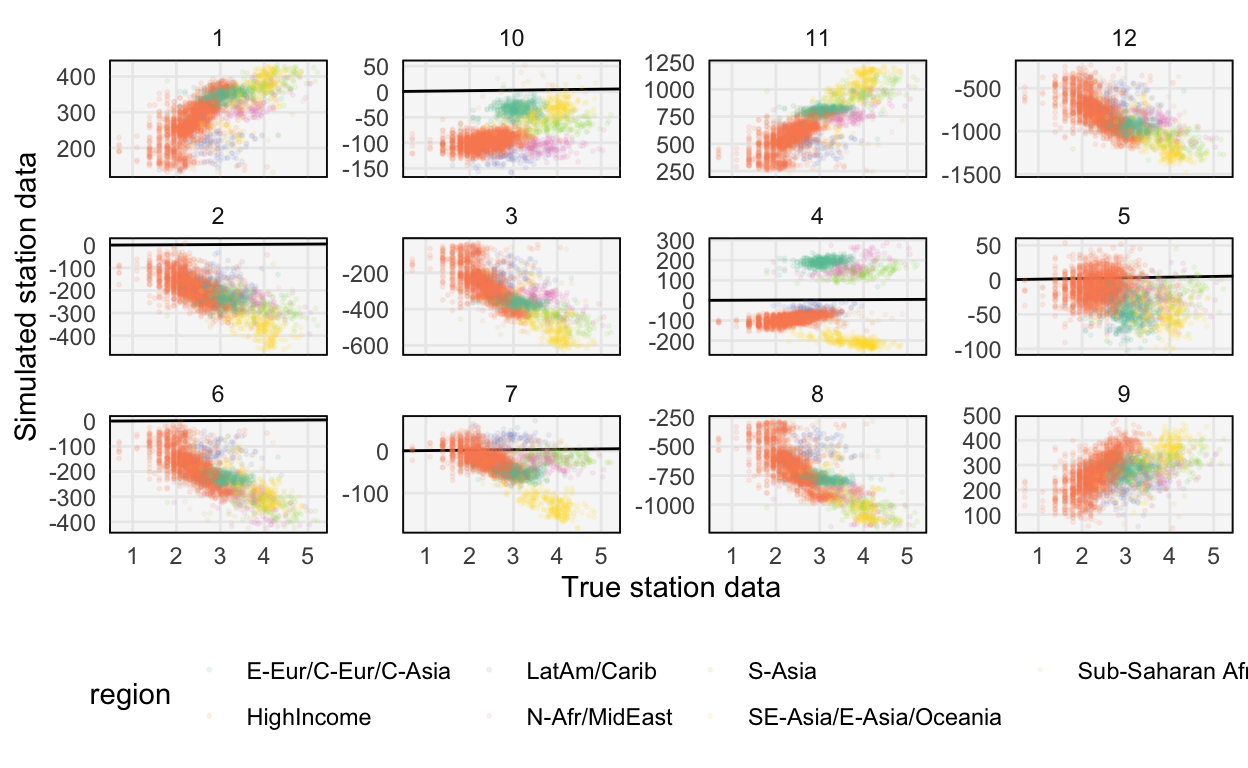 1 10 11 12
400 300 200
50 0 -50 -100 -150
1250 1000 750 500 250
-500 -1000 -1500
2 3 4 5
0 -100 -200 -300 -400
-200 -400 -600
300 200 100 0 -100 -200
50 0 -50 -100
6 7 8 9
0 -100 -200 -300 -400
0 -100
-250 -500 -750 -1000
500 400 300 200 100
1 2 3 4 5 1 2 3 4 5 1 2 3 4 5 1 2 3 4 5
Simulated station data
True station data
region
E-Eur/C-Eur/C-Asia LatAm/Carib S-Asia Sub-Saharan Afr
HighIncome N-Afr/MidEast SE-Asia/E-Asia/Oceania